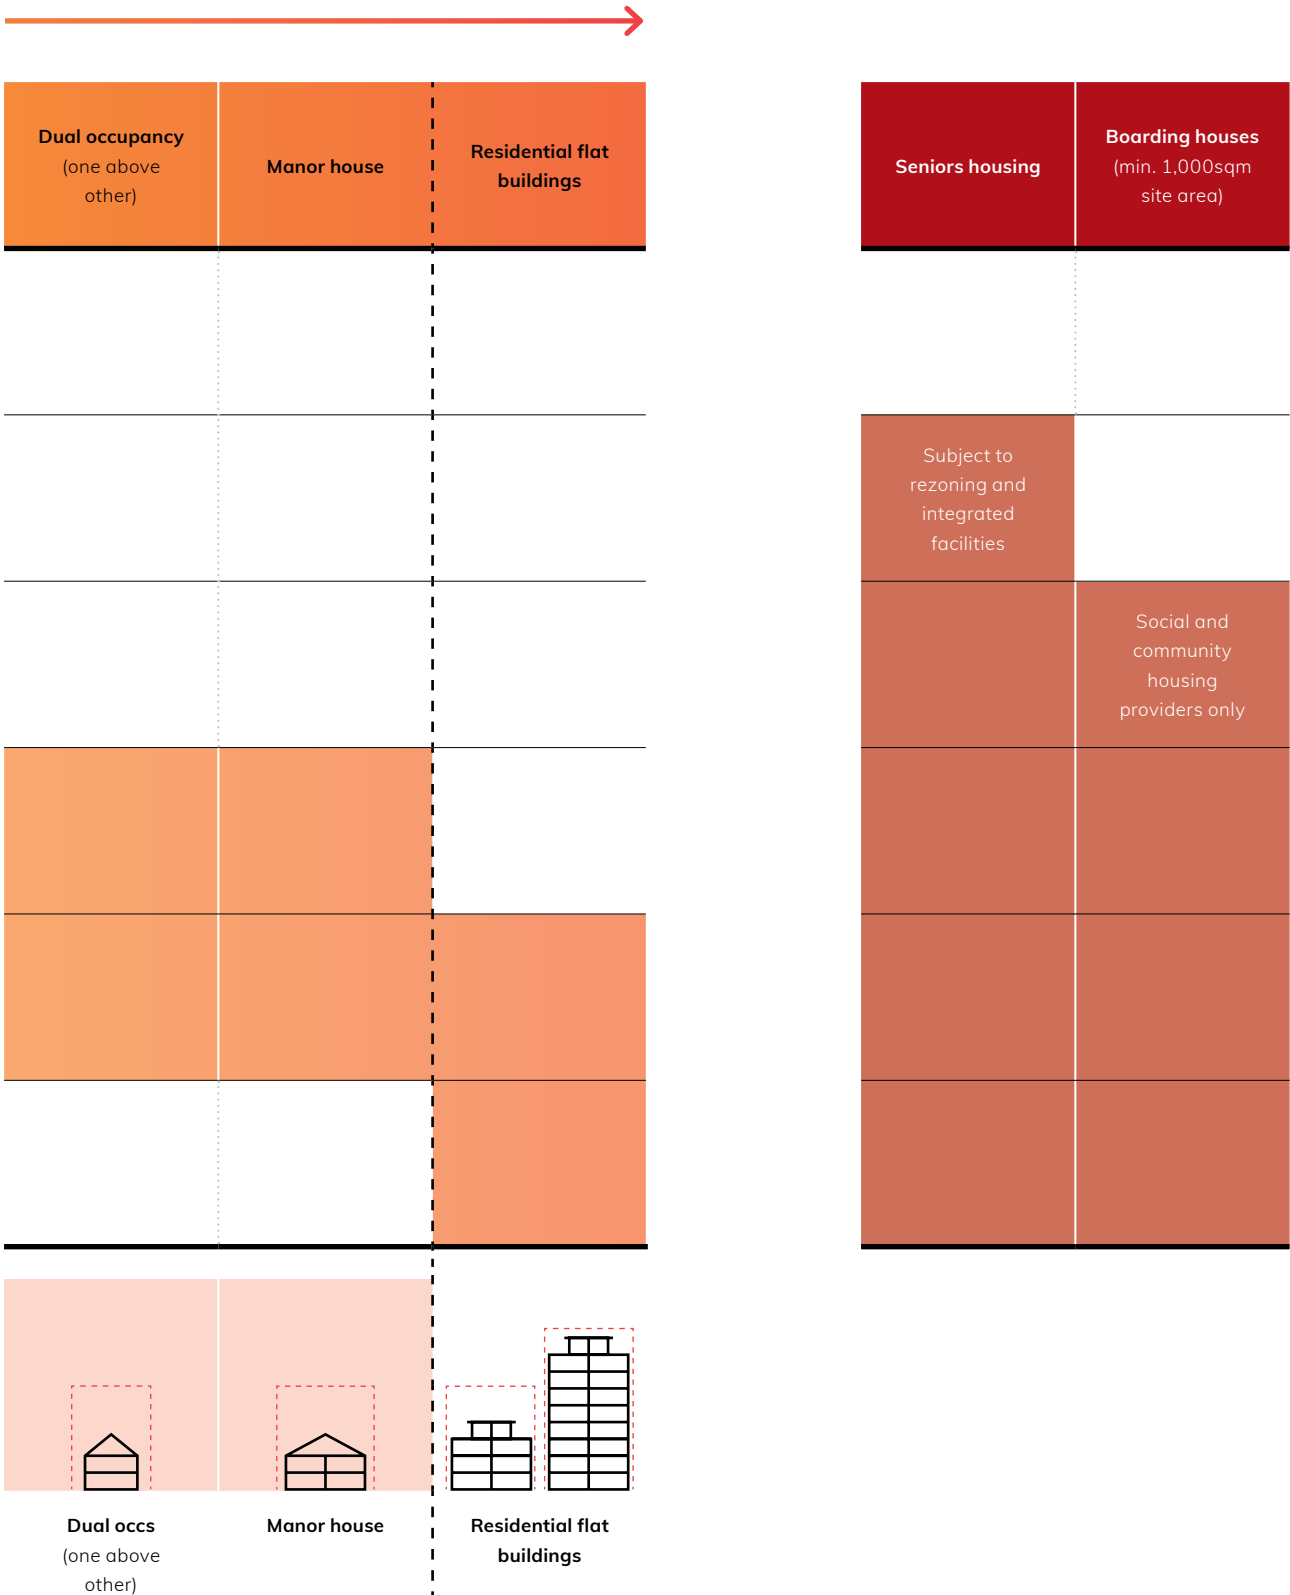 Dual occupancy
(one above
other)
Manor house
Residential flat
buildings
Seniors housing
Boarding houses
(min. 1,000sqm
site area)
Subject to
rezoning and
integrated
facilities
Social and
community
housing
providers only
Dual occs
(one above
other)
Manor house
Residential flat
buildings